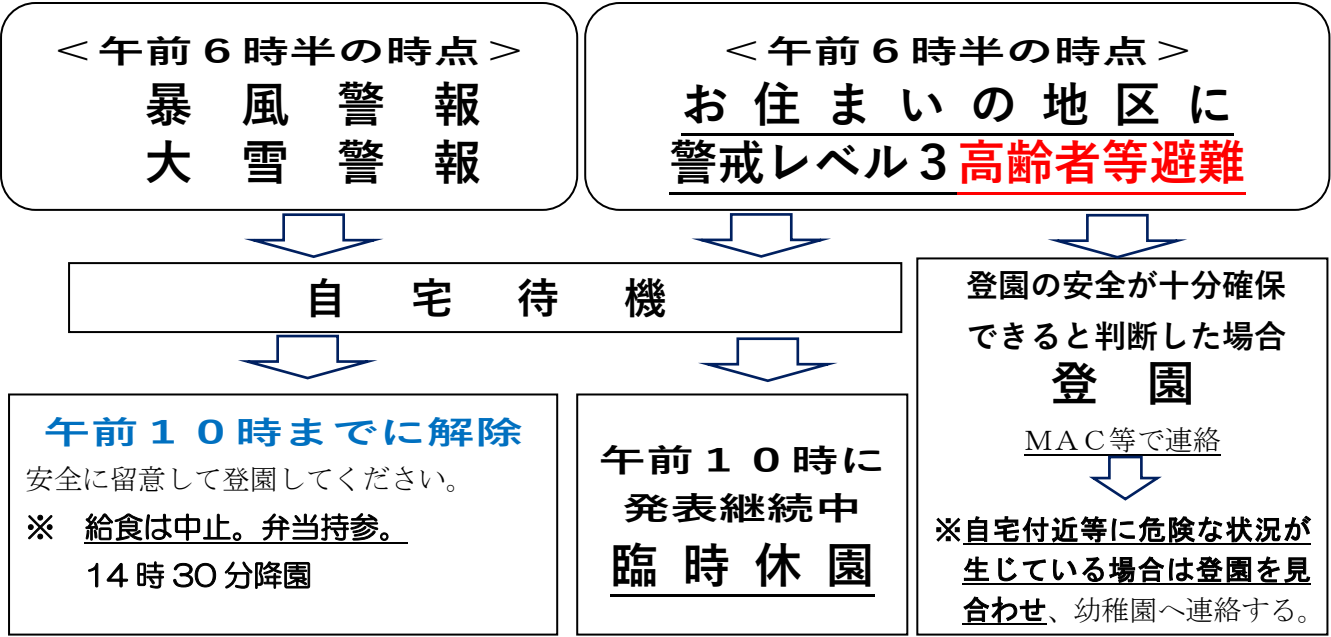 ＜午前６時半の時点＞
暴風警報
大雪警報
＜午前６時半の時点＞
お住まいの地区に
警戒レベル３高齢者等避難
自宅待機
午前１０時までに解除
安全に留意して登園してください。
※　給食は中止。弁当持参。
14時30分降園
午前１０時に
発表継続中
臨時休園
登園の安全が十分確保
できると判断した場合
登園
ＭＡＣ等で連絡
※自宅付近等に危険な状況が
生じている場合は登園を見
合わせ、幼稚園へ連絡する。